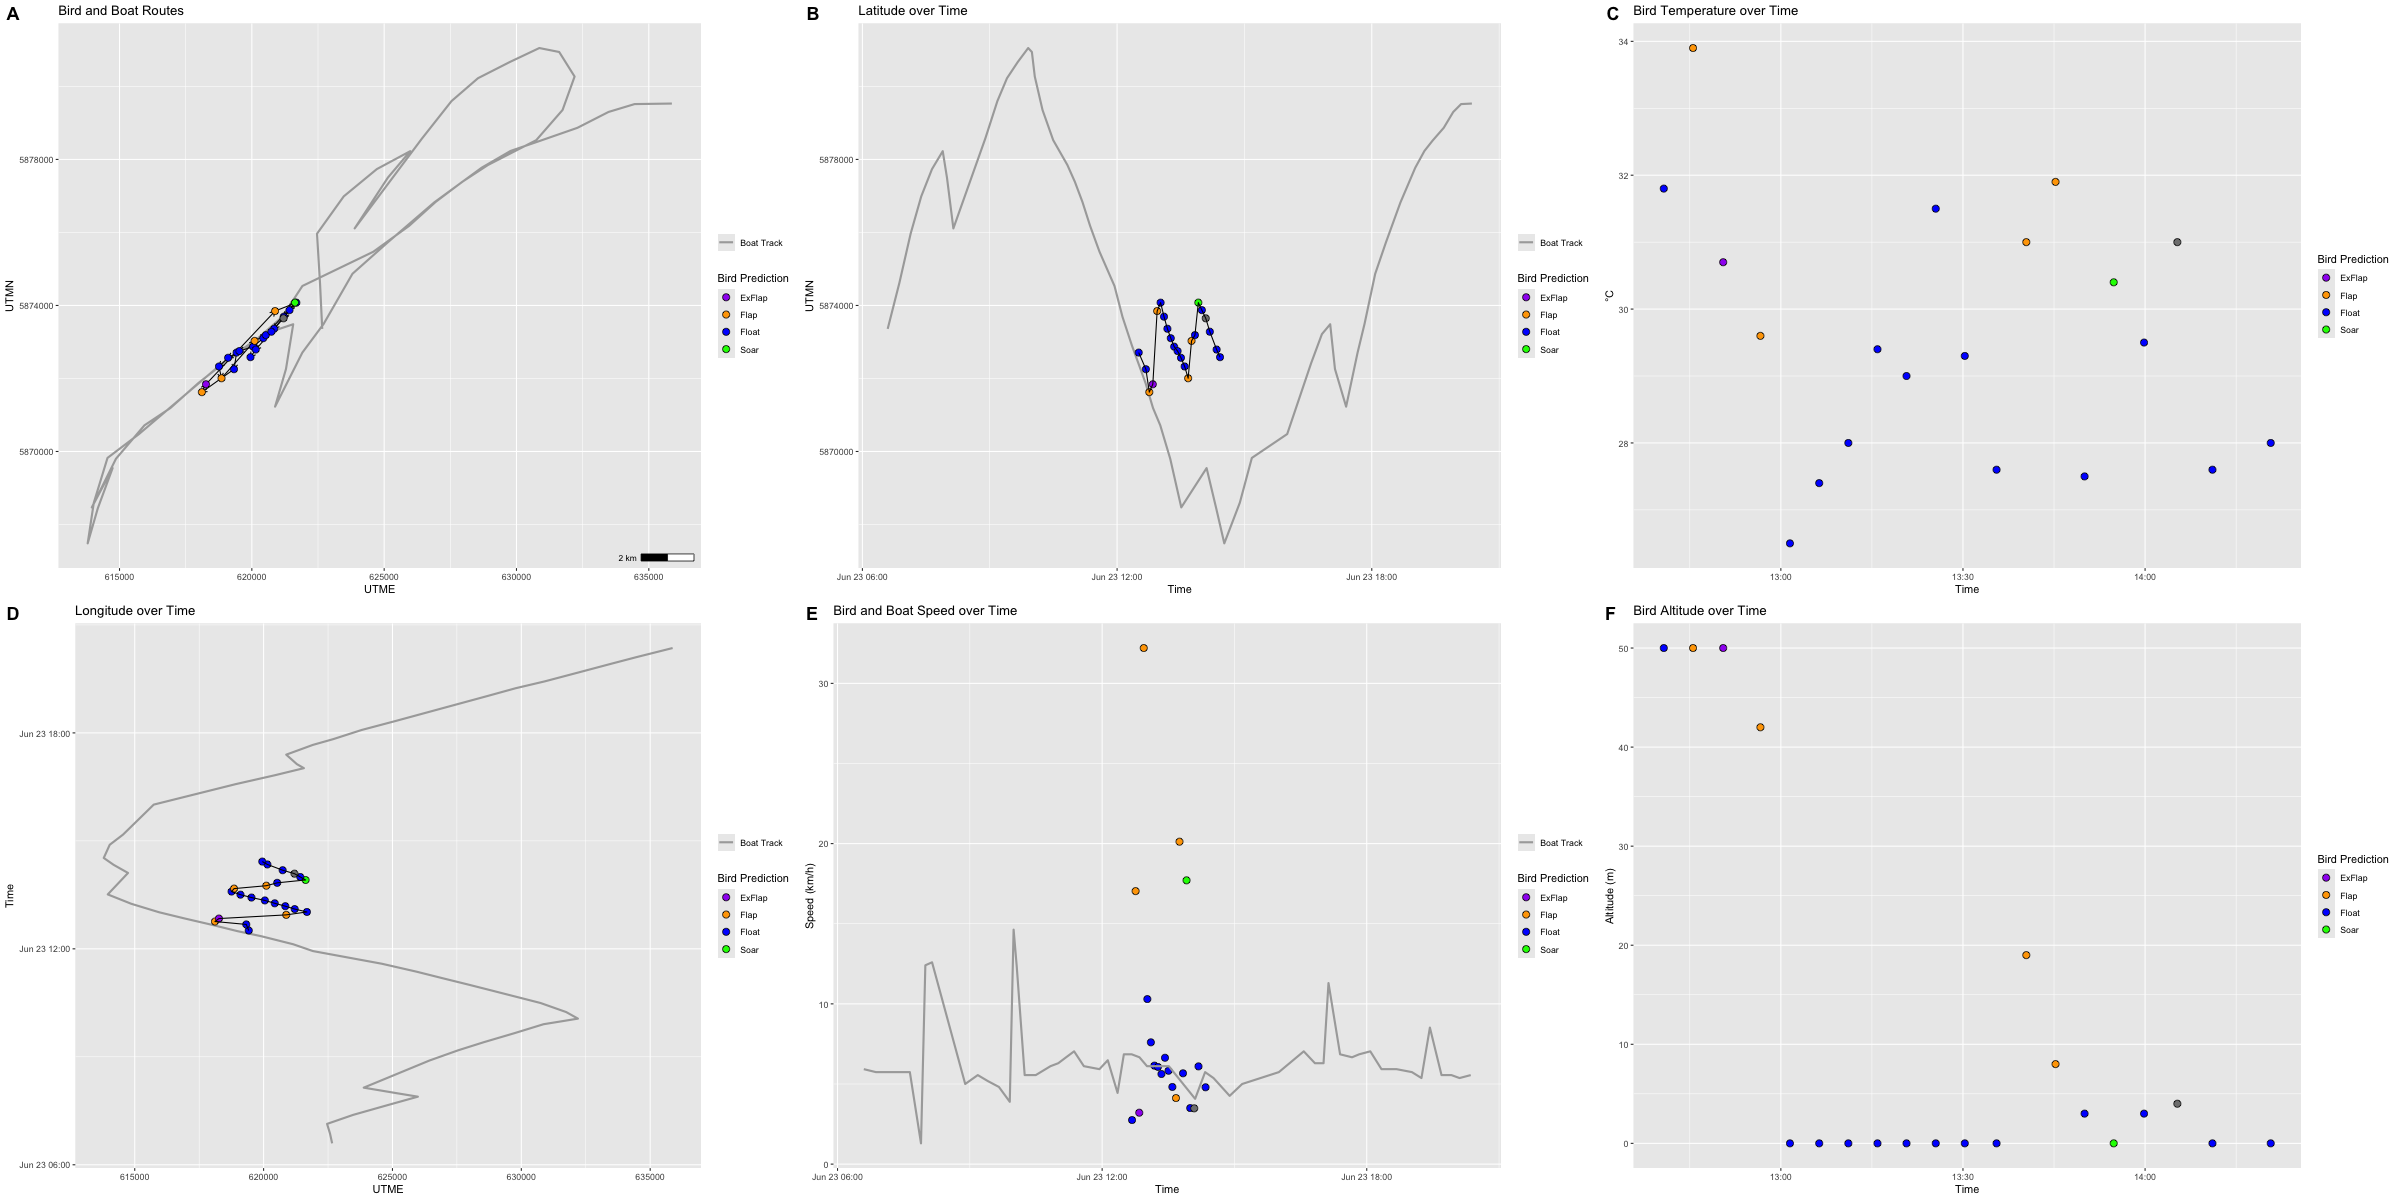 A
Bird and Boat Routes
UTMN
5878000
5874000
5870000
615000
620000
625000
630000
635000
UTME
2 km
Boat Track
Bird Prediction
ExFlap
Flap
Float
Soar
B
Latitude over Time
UTMN
5878000
5874000
5870000
Jun 23 06:00
Jun 23 12:00
Jun 23 18:00
Time
Boat Track
Bird Prediction
ExFlap
Flap
Float
Soar
C
Bird Temperature over Time
°C
34
32
30
28
13:00
13:30
14:00
Time
Bird Prediction
ExFlap
Flap
Float
Soar
D
Longitude over Time
Time
Jun 23 18:00
Jun 23 12:00
Jun 23 06:00
615000
620000
625000
630000
635000
UTME
Boat Track
Bird Prediction
ExFlap
Flap
Float
Soar
E
Bird and Boat Speed over Time
Speed (km/h)
30
20
10
0
Jun 23 06:00
Jun 23 12:00
Jun 23 18:00
Time
Boat Track
Bird Prediction
ExFlap
Flap
Float
Soar
F
Bird Altitude over Time
Altitude (m)
50
40
30
20
10
0
13:00
13:30
14:00
Time
Bird Prediction
ExFlap
Flap
Float
Soar